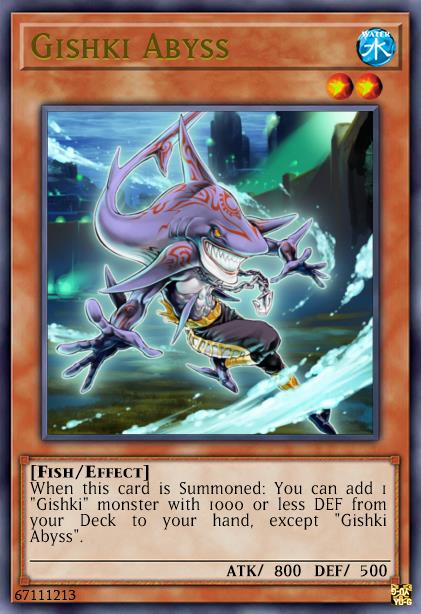 Gishki Abyss
WATER
水
[Fish/Effect]
When this card is Summoned: You can add 1
"Gishki" monster with 1000 or less DEF from
your Deck to your hand, except "Gishki
Abyss".
ATK/ 800 DEF/ 500
67111213